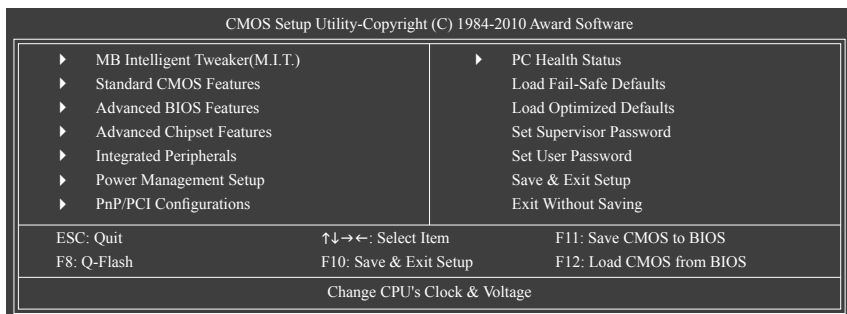 CMOS Setup Utility-Copyright (C) 1984-2010 Award Software
MB Intelligent Tweaker(M.I.T.)
Standard CMOS Features
Advanced BIOS Features
Advanced Chipset Features
Integrated Peripherals
Power Management Setup
PnP/PCI Configurations
PC Health Status
Load Fail-Safe Defaults
Load Optimized Defaults
Set Supervisor Password
Set User Password
Save & Exit Setup
Exit Without Saving
ESC: Quit ↑↓→←: Select Item F11: Save CMOS to BIOS
F8: Q-Flash F10: Save & Exit Setup F12: Load CMOS from BIOS
Change CPU's Clock & Voltage